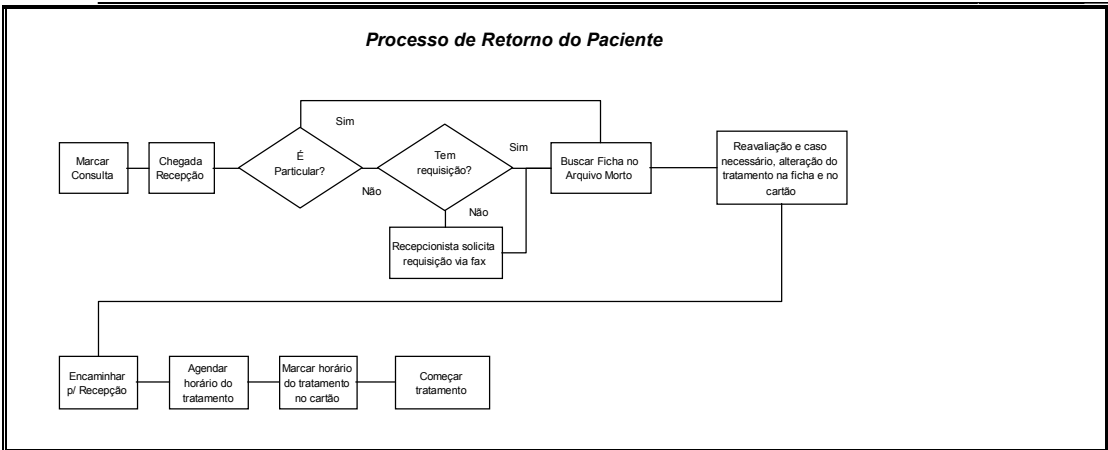 Processo de Retorno do Paciente
Marcar
Consulta
Chegada
Recepção
É
Particular?
Sim
Não
Tem
requisição?
Sim
Não
Recepcionista solicita
requisição via fax
Buscar Ficha no
Arquivo Morto
Reavaliação e caso
necessário, alteração do
tratamento na ficha e no
cartão
Encaminhar
p/ Recepção
Agendar
horário do
tratamento
Marcar horário
do tratamento
no cartão
Começar
tratamento